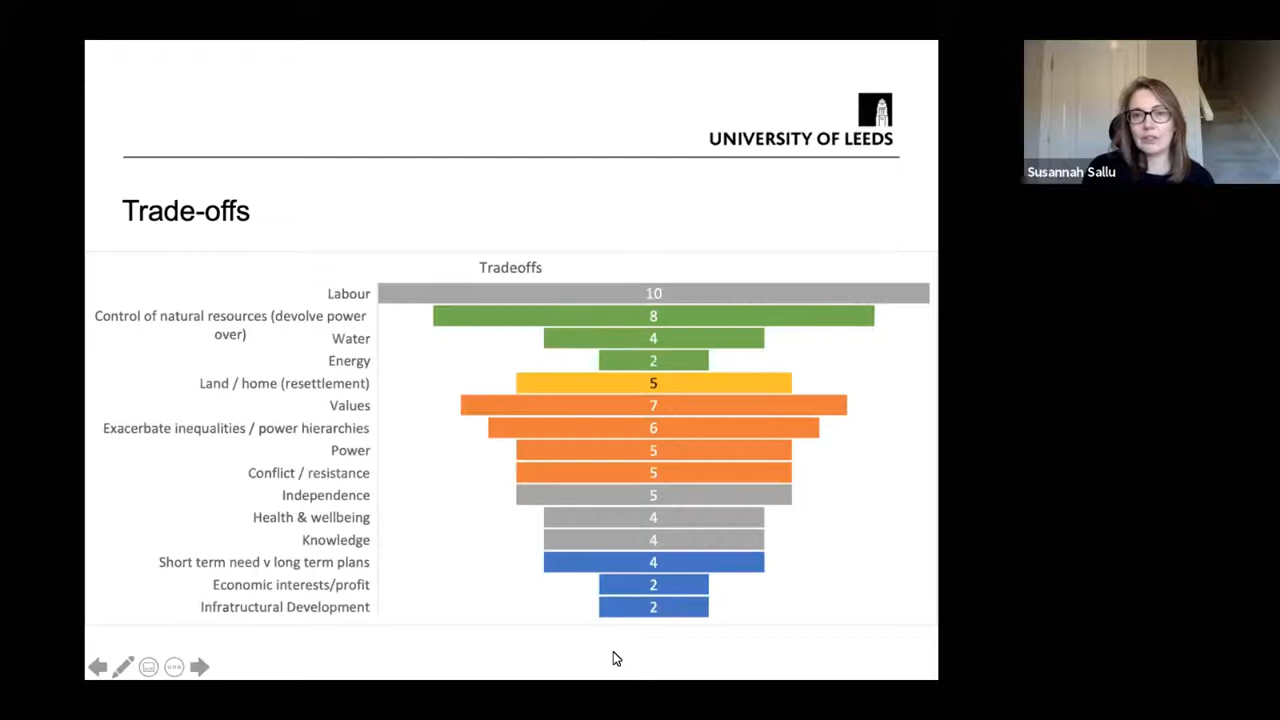 UNIVERSITY OF LEEDS
Susannah Sallu
Trade-offs
Tradeoffs
Labour 10
Control of natural resources (devolve power
over)
8
Water 4
Energy 2
Land / home (resettlement) 5
Values 7
Exacerbate inequalities / power hierarchies 6
Power 5
Conflict / resistance 5
Independence 5
Health & wellbeing 4
Knowledge 4
Short term need v long term plans 4
Economic interests/profit 2
Infratructural Development 2